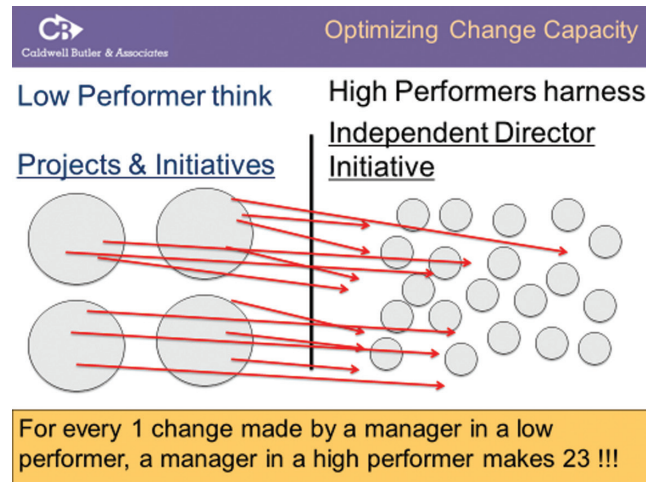 CB
Caldwell Butler & Associates
Optimizing Change Capacity
Low Performer think
Projects & Initiatives
High Performers harness
Independent Director
Initiative
For every 1 change made by a manager in a low
performer, a manager in a high performer makes 23 !!!